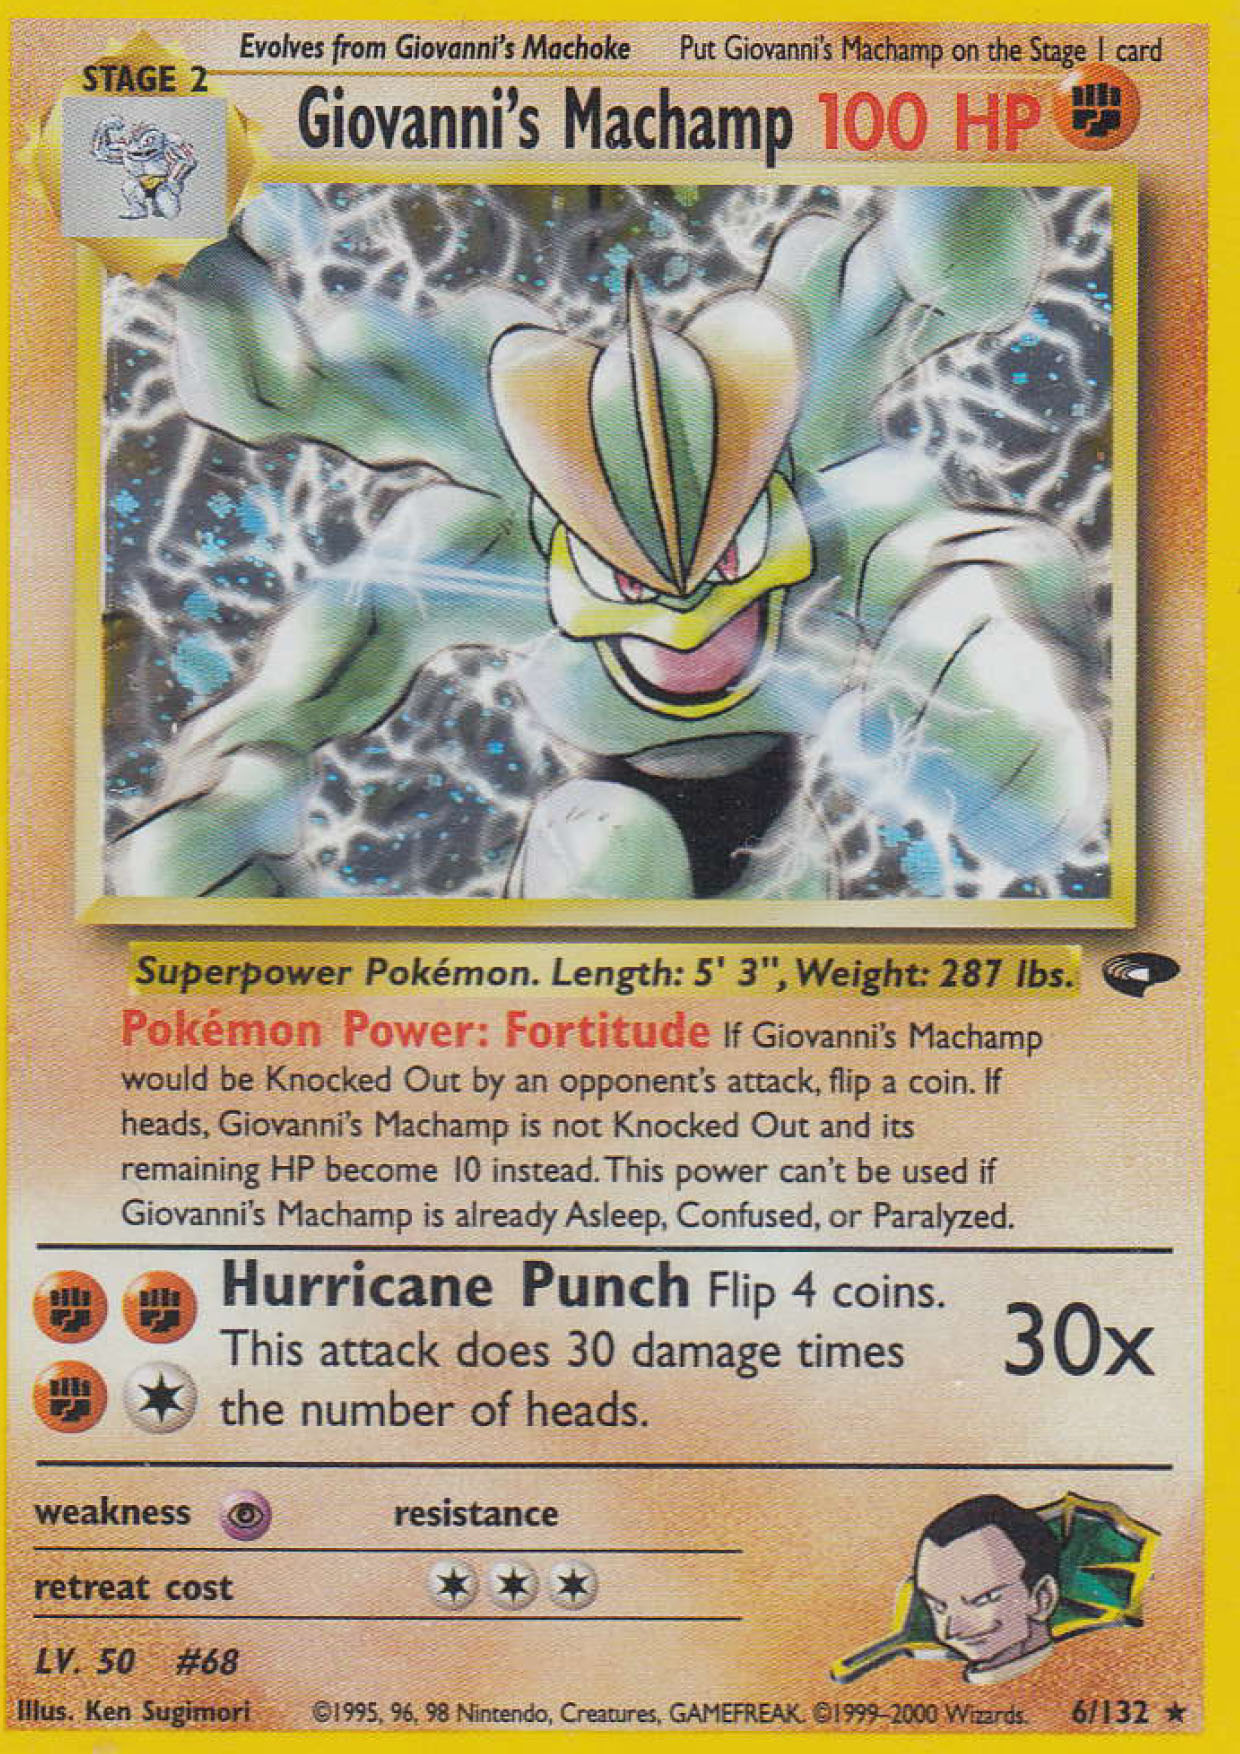 Evolves from Giovanni's Machoke Put Giovanni's Machamp on the Stage 1 card
STAGE 2
Giovanni's Machamp 100 HP
Superpower Pokémon. Length: 5' 3", Weight: 287 lbs.
Pokémon Power: Fortitude If Giovanni's Machamp
would be Knocked Out by an opponent's attack, flip a coin. If
heads, Giovanni's Machamp is not Knocked Out and its
remaining HP become 10 instead. This power can't be used if
Giovanni's Machamp is already Asleep, Confused, or Paralyzed.
Hurricane Punch Flip 4 coins.
This attack does 30 damage times
the number of heads.
30x
weakness resistance
retreat cost
LV. 50 #68
Illus. Ken Sugimori ©1995, 96, 98 Nintendo, Creatures, GAMEFREAK. ©1999–2000 Wizards. 6/132 ★